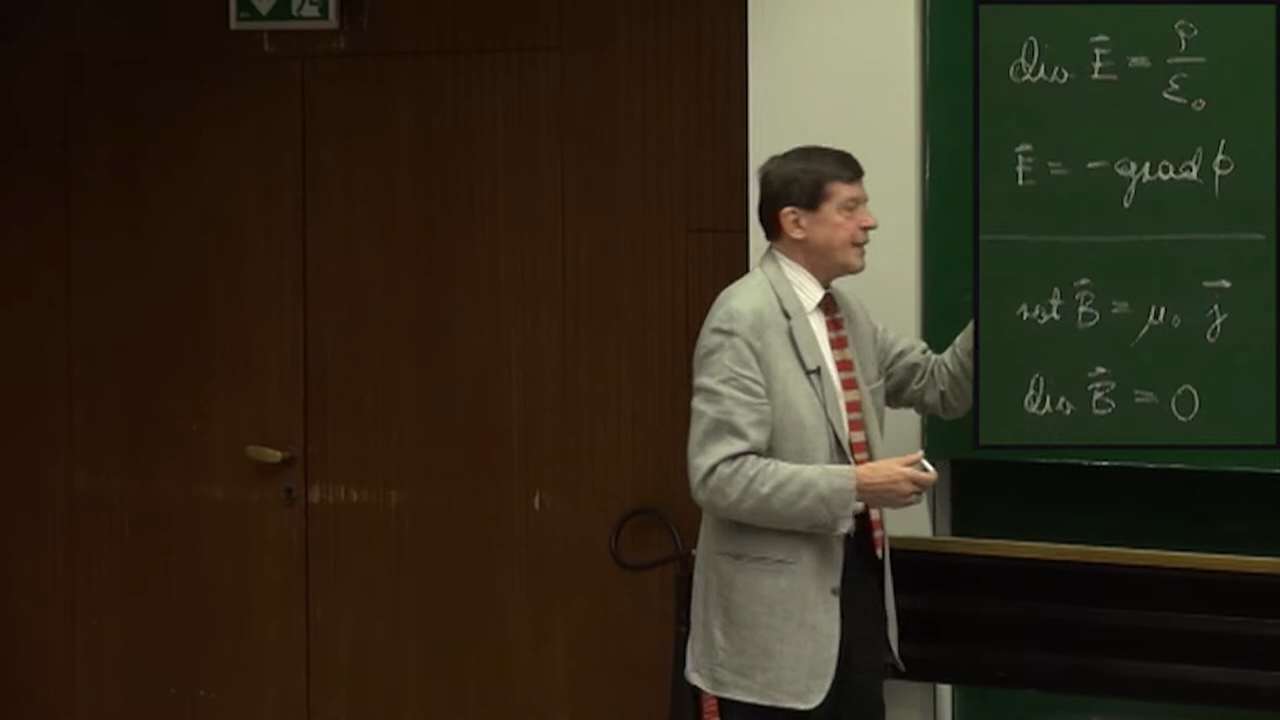 div E⃗ = ρ/ε₀
E⃗ = -grad ϕ
rot B⃗ = μ₀ j⃗
div B⃗ = 0